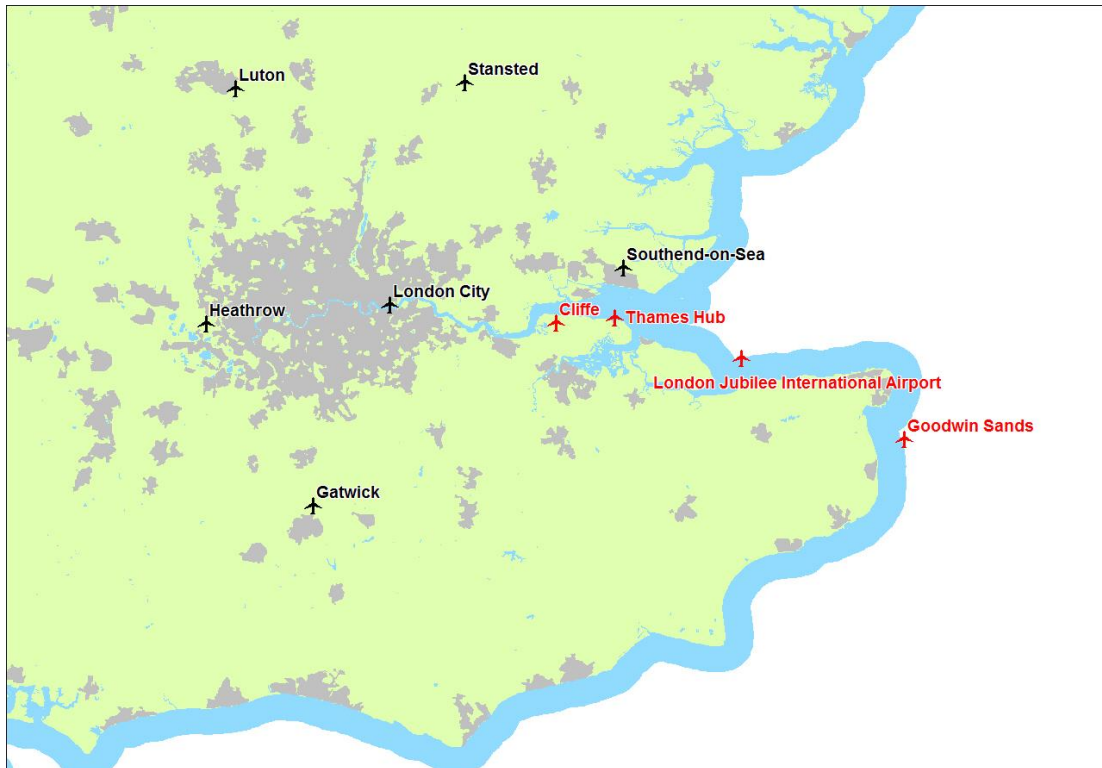 Luton
Stansted
Southend-on-Sea
London City
Heathrow
Cliffe
Thames Hub
London Jubilee International Airport
Goodwin Sands
Gatwick